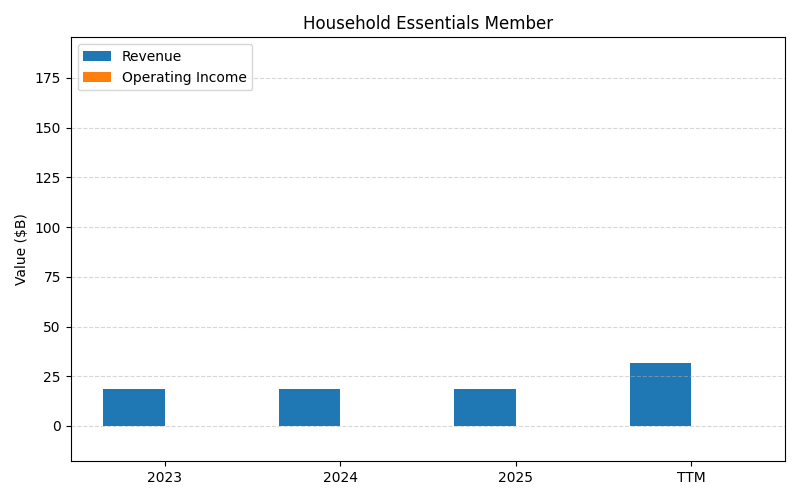 Household Essentials Member
Revenue
Operating Income
Value ($B)
175
150
125
100
75
50
25
0
2023 2024 2025 TTM